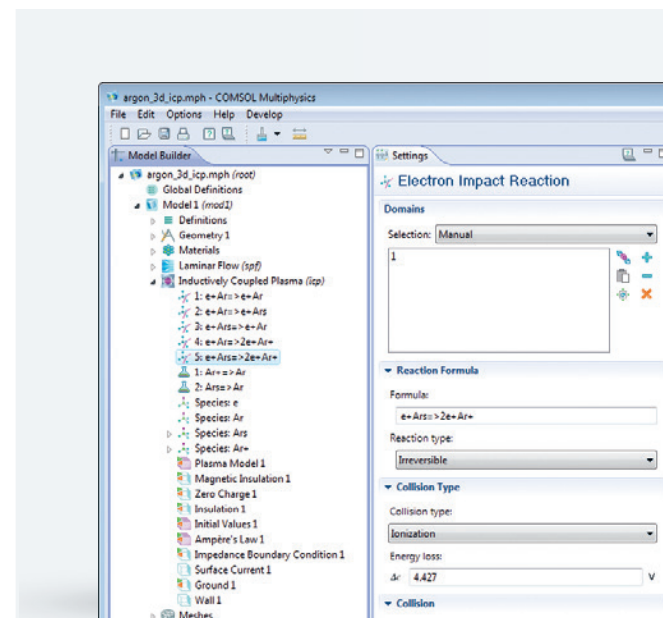 argon_3d_icp.mph - COMSOL Multiphysics
File Edit Options Help Develop
Model Builder
argon_3d_icp.mph (root)
Global Definitions
Model 1 (mod1)
Definitions
Geometry 1
Materials
Laminar Flow (spf)
Inductively Coupled Plasma (icp)
1: e+Ar=>e+Ar
2: e+Ar=>e+Ars
3: e+Ars=>e+Ar
4: e+Ar=>2e+Ar+
5: e+Ars=>2e+Ar+
1: Ar+=>Ar
2: Ars=>Ar
Species: e
Species: Ar
Species: Ars
Species: Ar+
Plasma Model 1
Magnetic Insulation 1
Zero Charge 1
Insulation 1
Initial Values 1
Ampère's Law 1
Impedance Boundary Condition 1
Surface Current 1
Ground 1
Wall 1
Meshes
Settings
Electron Impact Reaction
Domains
Selection: Manual
1
Reaction Formula
Formula:
e+Ars=>2e+Ar+
Reaction type:
Irreversible
Collision Type
Collision type:
Ionization
Energy loss:
Δε 4.427 V
Collision